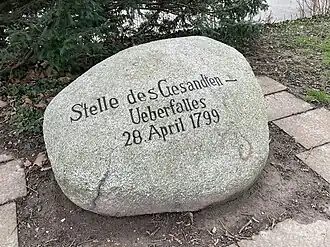 Stelle des Gesandten –
Ueberfalles
28. April 1799